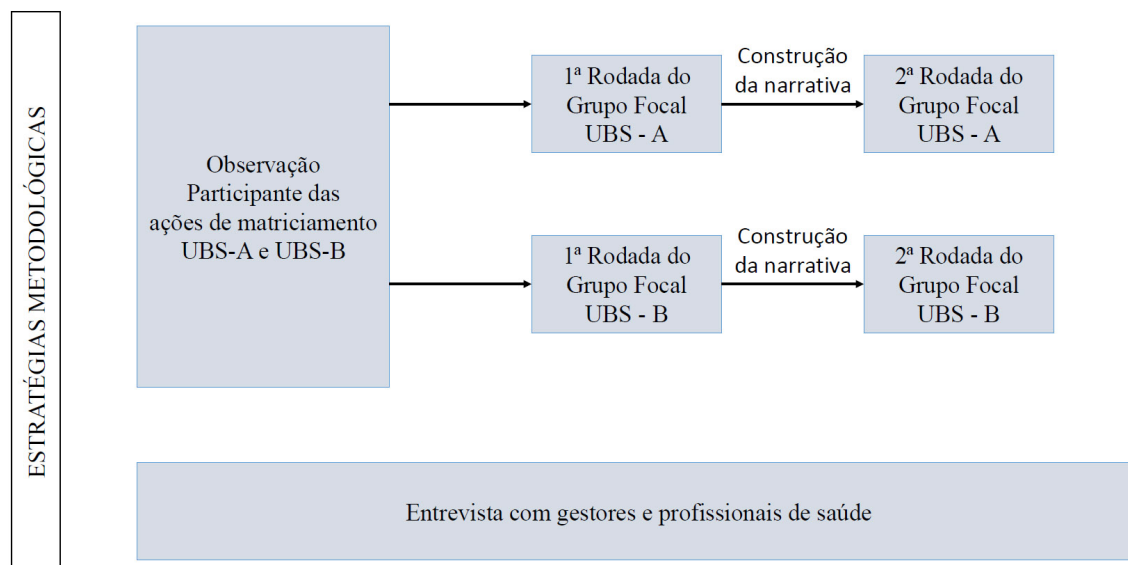 ESTRATÉGIAS METODOLÓGICAS
Observação
Participante das
ações de matriciamento
UBS-A e UBS-B
1ª Rodada do
Grupo Focal
UBS - A
Construção
da narrativa
2ª Rodada do
Grupo Focal
UBS - A
1ª Rodada do
Grupo Focal
UBS - B
Construção
da narrativa
2ª Rodada do
Grupo Focal
UBS - B
Entrevista com gestores e profissionais de saúde